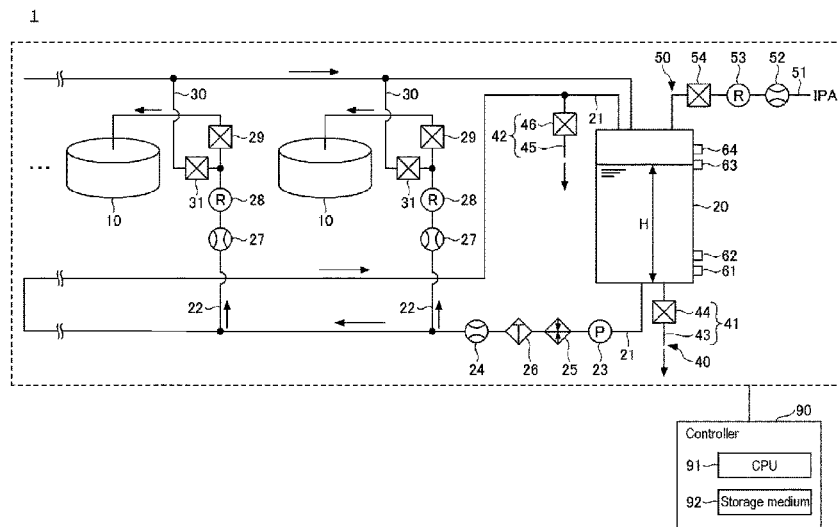 1
50 54 53 52 51
IPA
30 30 21
29 29 46 42 45
64
63
... 31 31
10 28 10 28 20
H
27 27
62
61
22 22 44 41
43
24 26 25 23 21 40
R R R
P
T
90
Controller
91 CPU
92 Storage medium